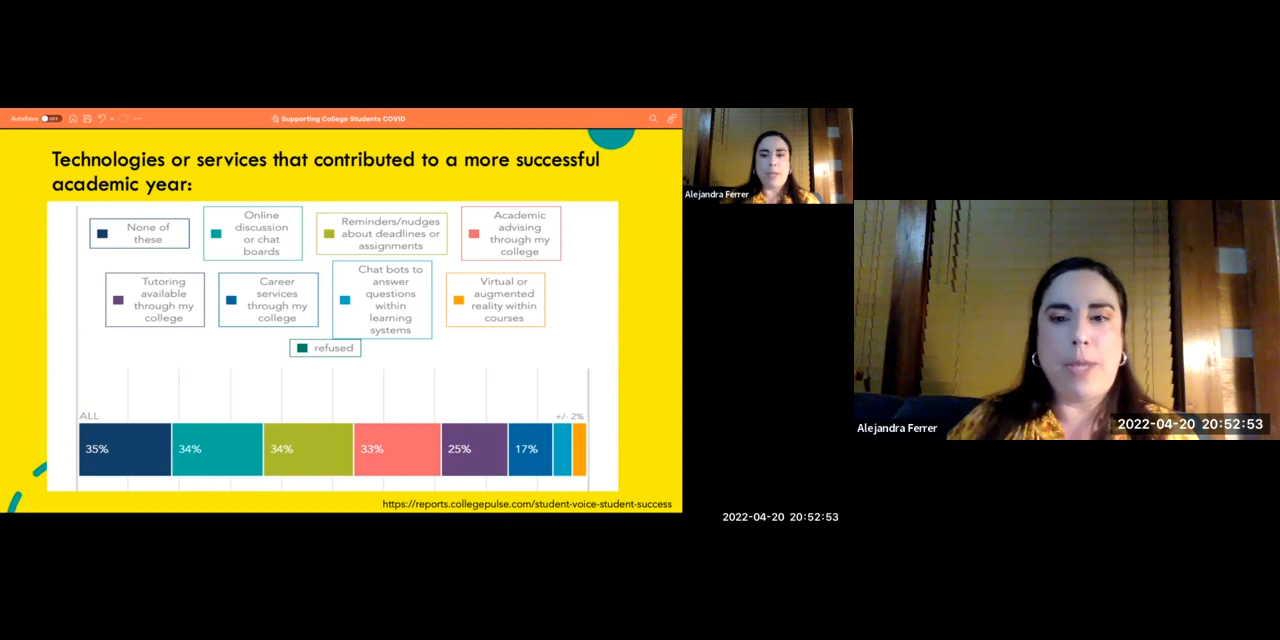 AutoSave OFF
Supporting College Students COVID
Technologies or services that contributed to a more successful
academic year:
None of
these
Online
discussion
or chat
boards
Reminders/nudges
about deadlines or
assignments
Academic
advising
through my
college
Tutoring
available
through my
college
Career
services
through my
college
Chat bots to
answer
questions
within
learning
systems
Virtual or
augmented
reality within
courses
refused
ALL
+/- 2%
35%
34%
34%
33%
25%
17%
https://reports.collegepulse.com/student-voice-student-success
Alejandra Ferrer
2022-04-20 20:52:53
Alejandra Ferrer
2022-04-20 20:52:53